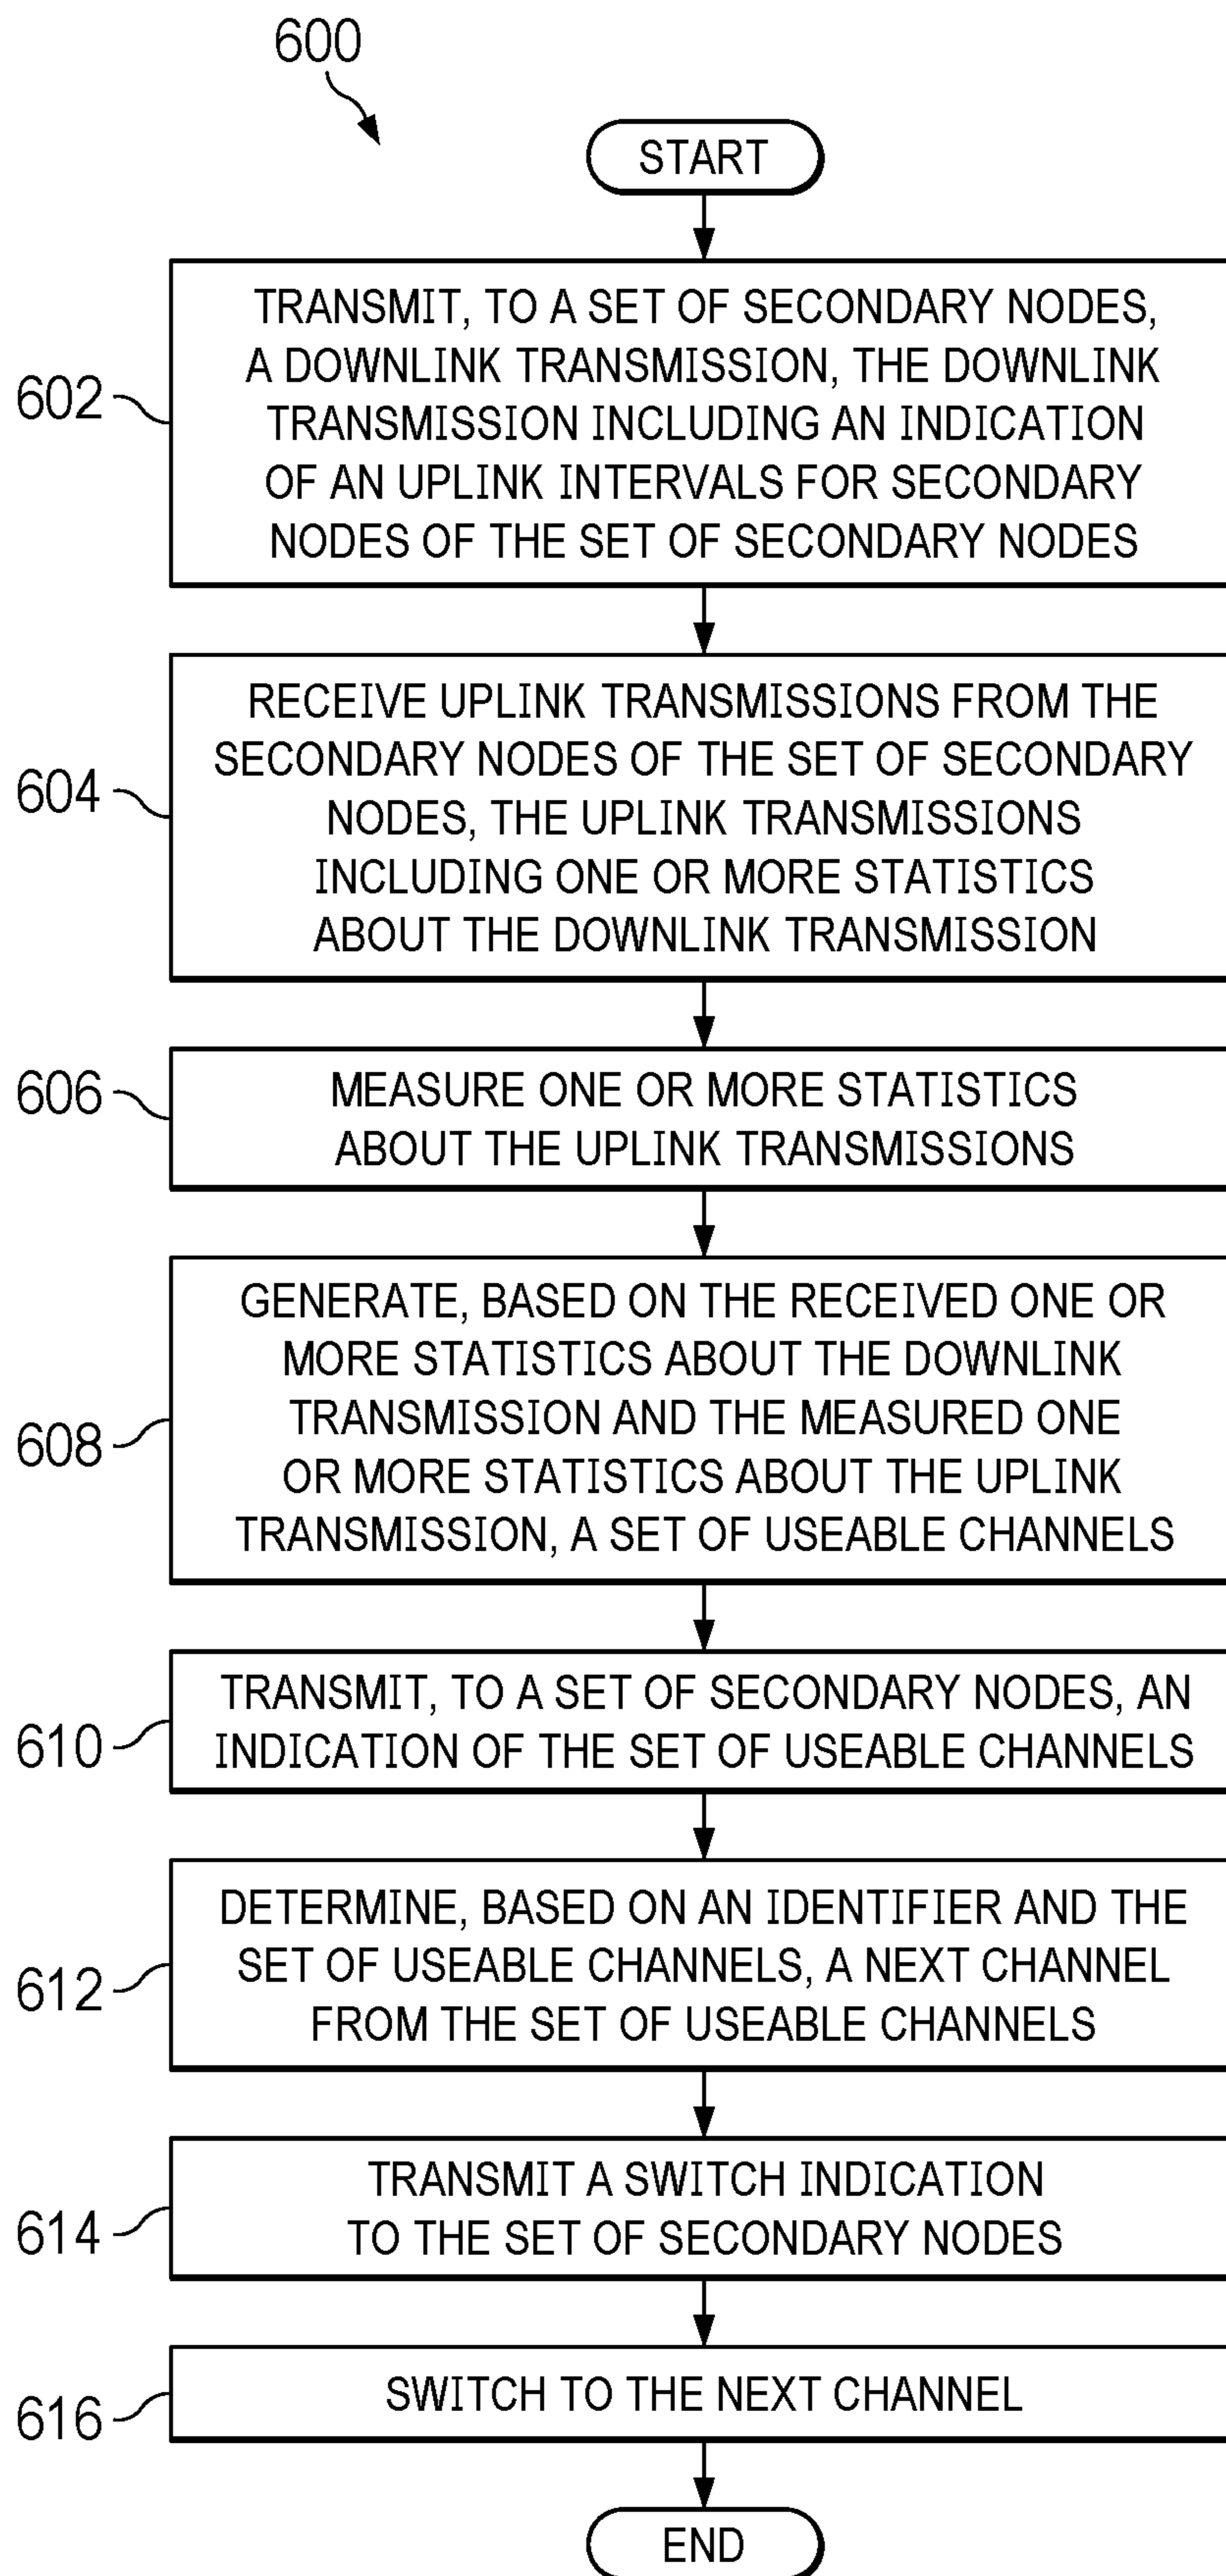 600
START
602
TRANSMIT, TO A SET OF SECONDARY NODES,
A DOWNLINK TRANSMISSION, THE DOWNLINK
TRANSMISSION INCLUDING AN INDICATION
OF AN UPLINK INTERVALS FOR SECONDARY
NODES OF THE SET OF SECONDARY NODES
604
RECEIVE UPLINK TRANSMISSIONS FROM THE
SECONDARY NODES OF THE SET OF SECONDARY
NODES, THE UPLINK TRANSMISSIONS
INCLUDING ONE OR MORE STATISTICS
ABOUT THE DOWNLINK TRANSMISSION
606
MEASURE ONE OR MORE STATISTICS
ABOUT THE UPLINK TRANSMISSIONS
608
GENERATE, BASED ON THE RECEIVED ONE OR
MORE STATISTICS ABOUT THE DOWNLINK
TRANSMISSION AND THE MEASURED ONE
OR MORE STATISTICS ABOUT THE UPLINK
TRANSMISSION, A SET OF USEABLE CHANNELS
610
TRANSMIT, TO A SET OF SECONDARY NODES, AN
INDICATION OF THE SET OF USEABLE CHANNELS
612
DETERMINE, BASED ON AN IDENTIFIER AND THE
SET OF USEABLE CHANNELS, A NEXT CHANNEL
FROM THE SET OF USEABLE CHANNELS
614
TRANSMIT A SWITCH INDICATION
TO THE SET OF SECONDARY NODES
616
SWITCH TO THE NEXT CHANNEL
END